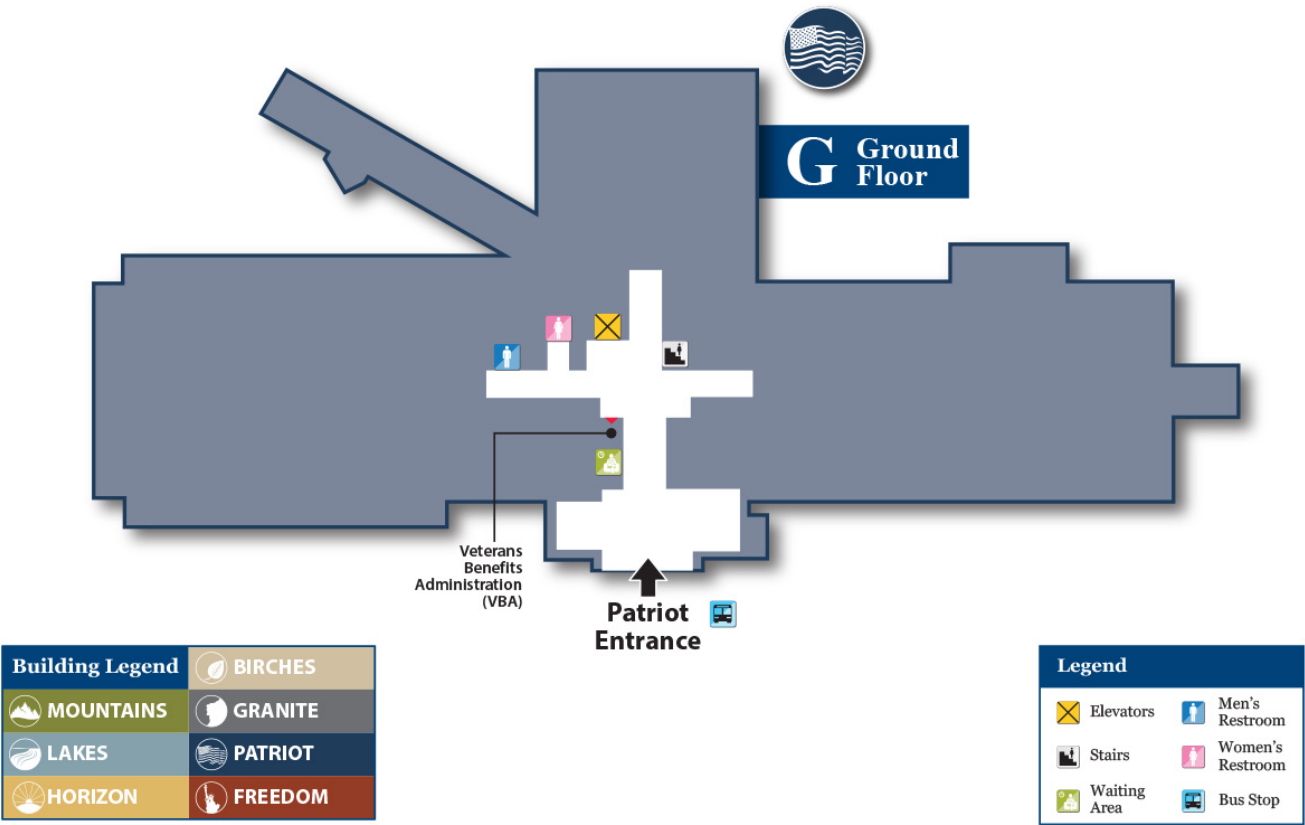 G
Ground
Floor
Veterans
Benefits
Administration
(VBA)
Patriot
Entrance
Building Legend
BIRCHES
MOUNTAINS
GRANITE
LAKES
PATRIOT
HORIZON
FREEDOM
Legend
Elevators
Men's
Restroom
Stairs
Women's
Restroom
Waiting
Area
Bus Stop